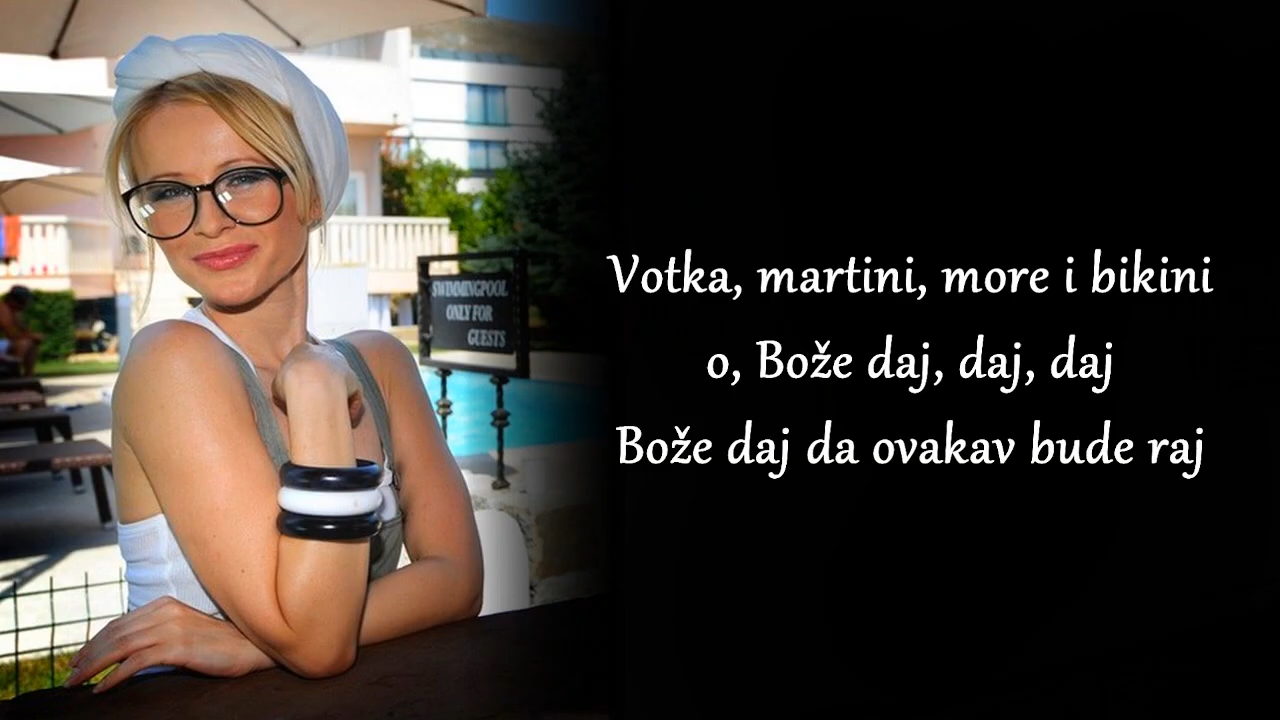 SWIMMINGPOOL
ONLY FOR
GUESTS
Votka, martini, more i bikini
o, Bože daj, daj, daj
Bože daj da ovakav bude raj